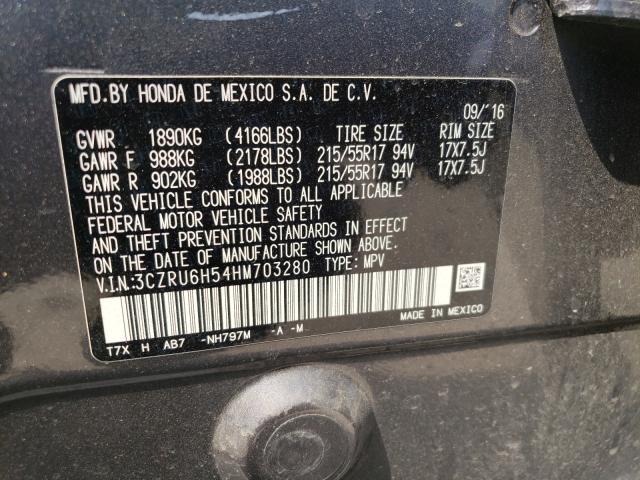 MFD.BY HONDA DE MEXICO S.A. DE C.V.
09/'16
GVWR 1890KG (4166LBS) TIRE SIZE RIM SIZE
GAWR F 988KG (2178LBS) 215/55R17 94V 17X7.5J
GAWR R 902KG (1988LBS) 215/55R17 94V 17X7.5J
THIS VEHICLE CONFORMS TO ALL APPLICABLE
FEDERAL MOTOR VEHICLE SAFETY
AND THEFT PREVENTION STANDARDS IN EFFECT
ON THE DATE OF MANUFACTURE SHOWN ABOVE.
V.I.N:3CZRU6H54HM703280 TYPE: MPV
T7X H AB7 -NH797M -A -M
MADE IN MEXICO